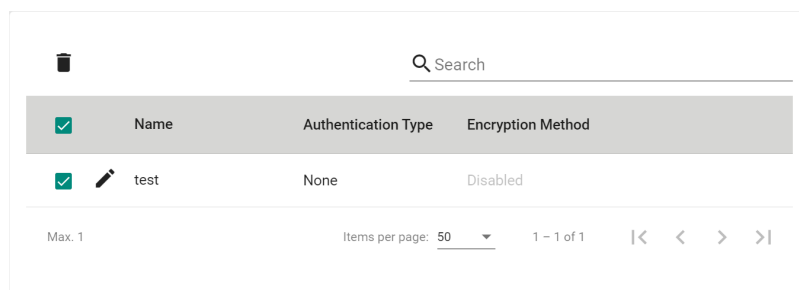 Search
Name Authentication Type Encryption Method
test None Disabled
Max. 1 Items per page: 50 1 – 1 of 1